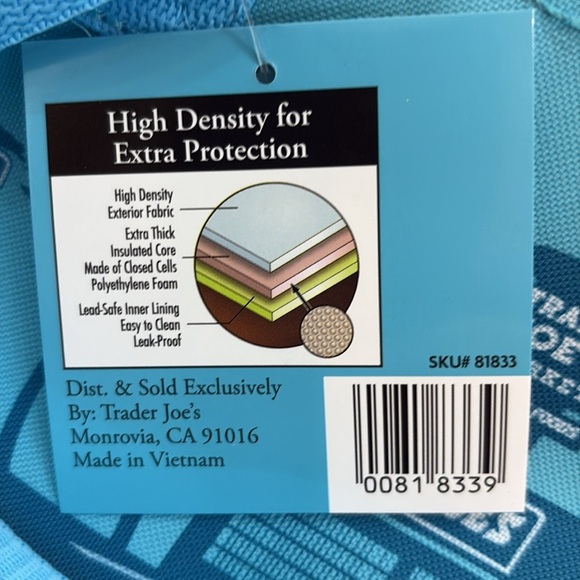 High Density for
Extra Protection
High Density
Exterior Fabric
Extra Thick
Insulated Core
Made of Closed Cells
Polyethylene Foam
Lead-Safe Inner Lining
Easy to Clean
Leak-Proof
SKU# 81833
Dist. & Sold Exclusively
By: Trader Joe's
Monrovia, CA 91016
Made in Vietnam
0081 8339